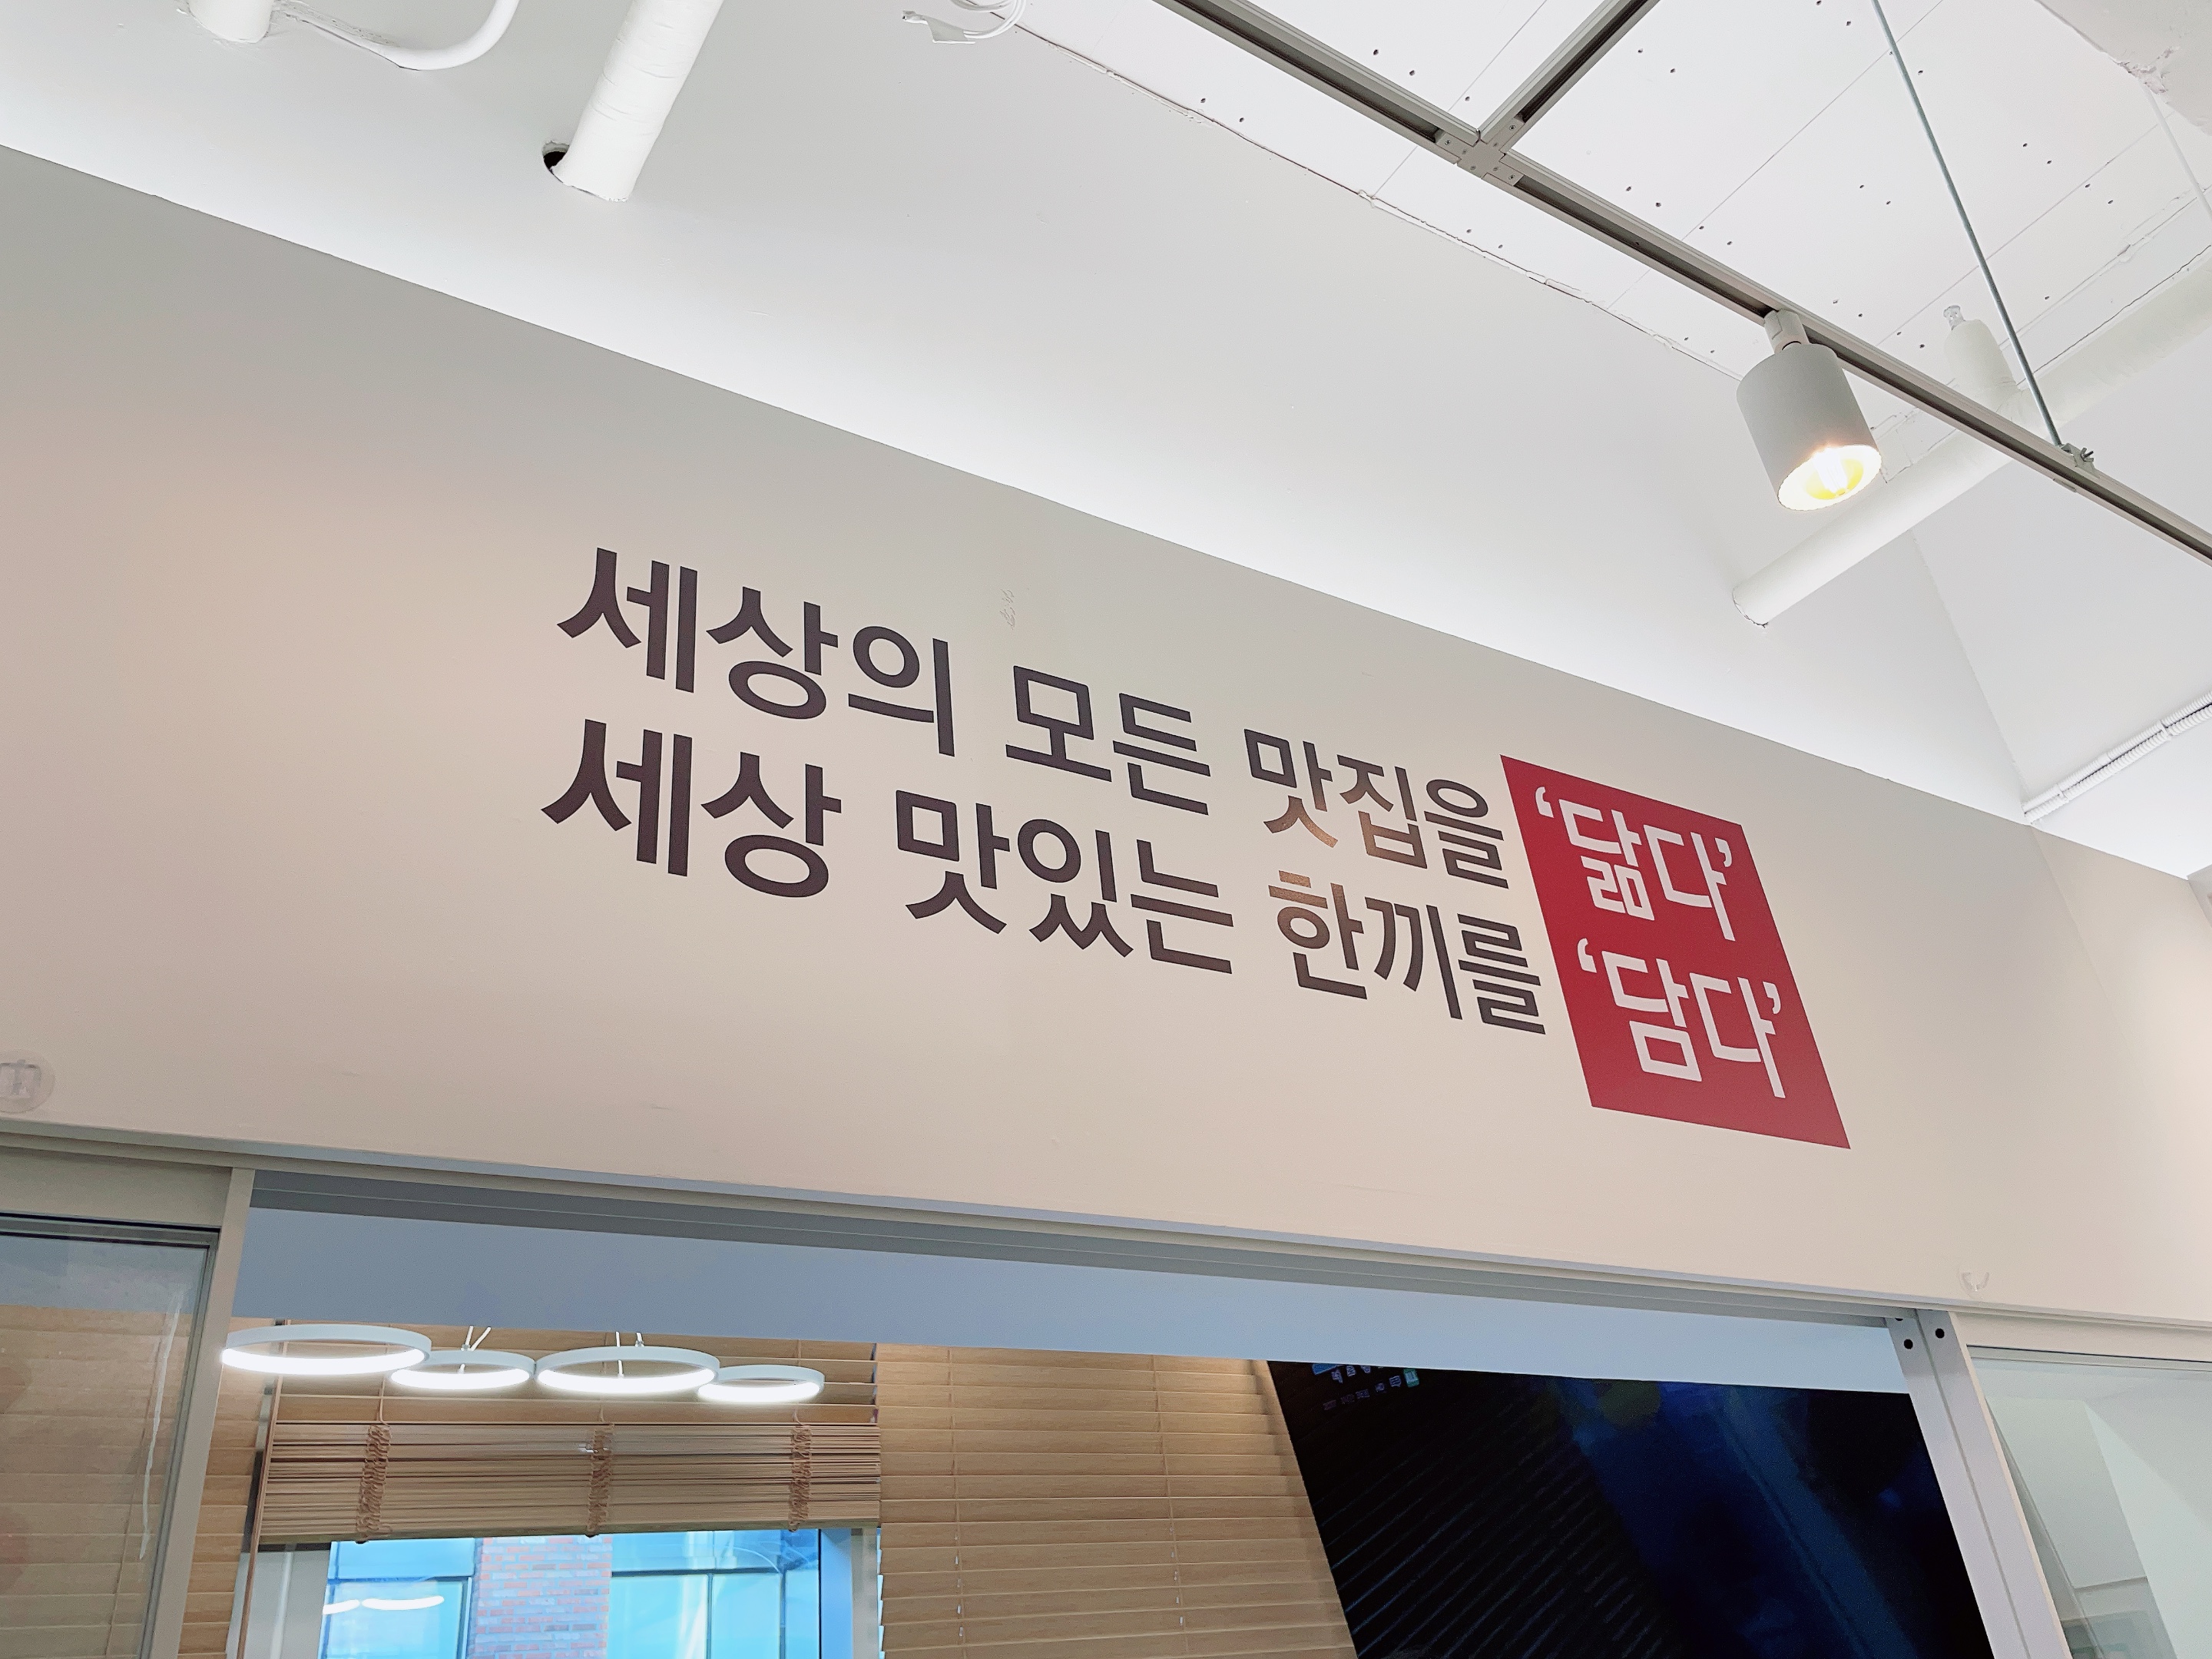 세상의 모든 맛집을 ‘닮다’
세상 맛있는 한끼를 ‘담다’